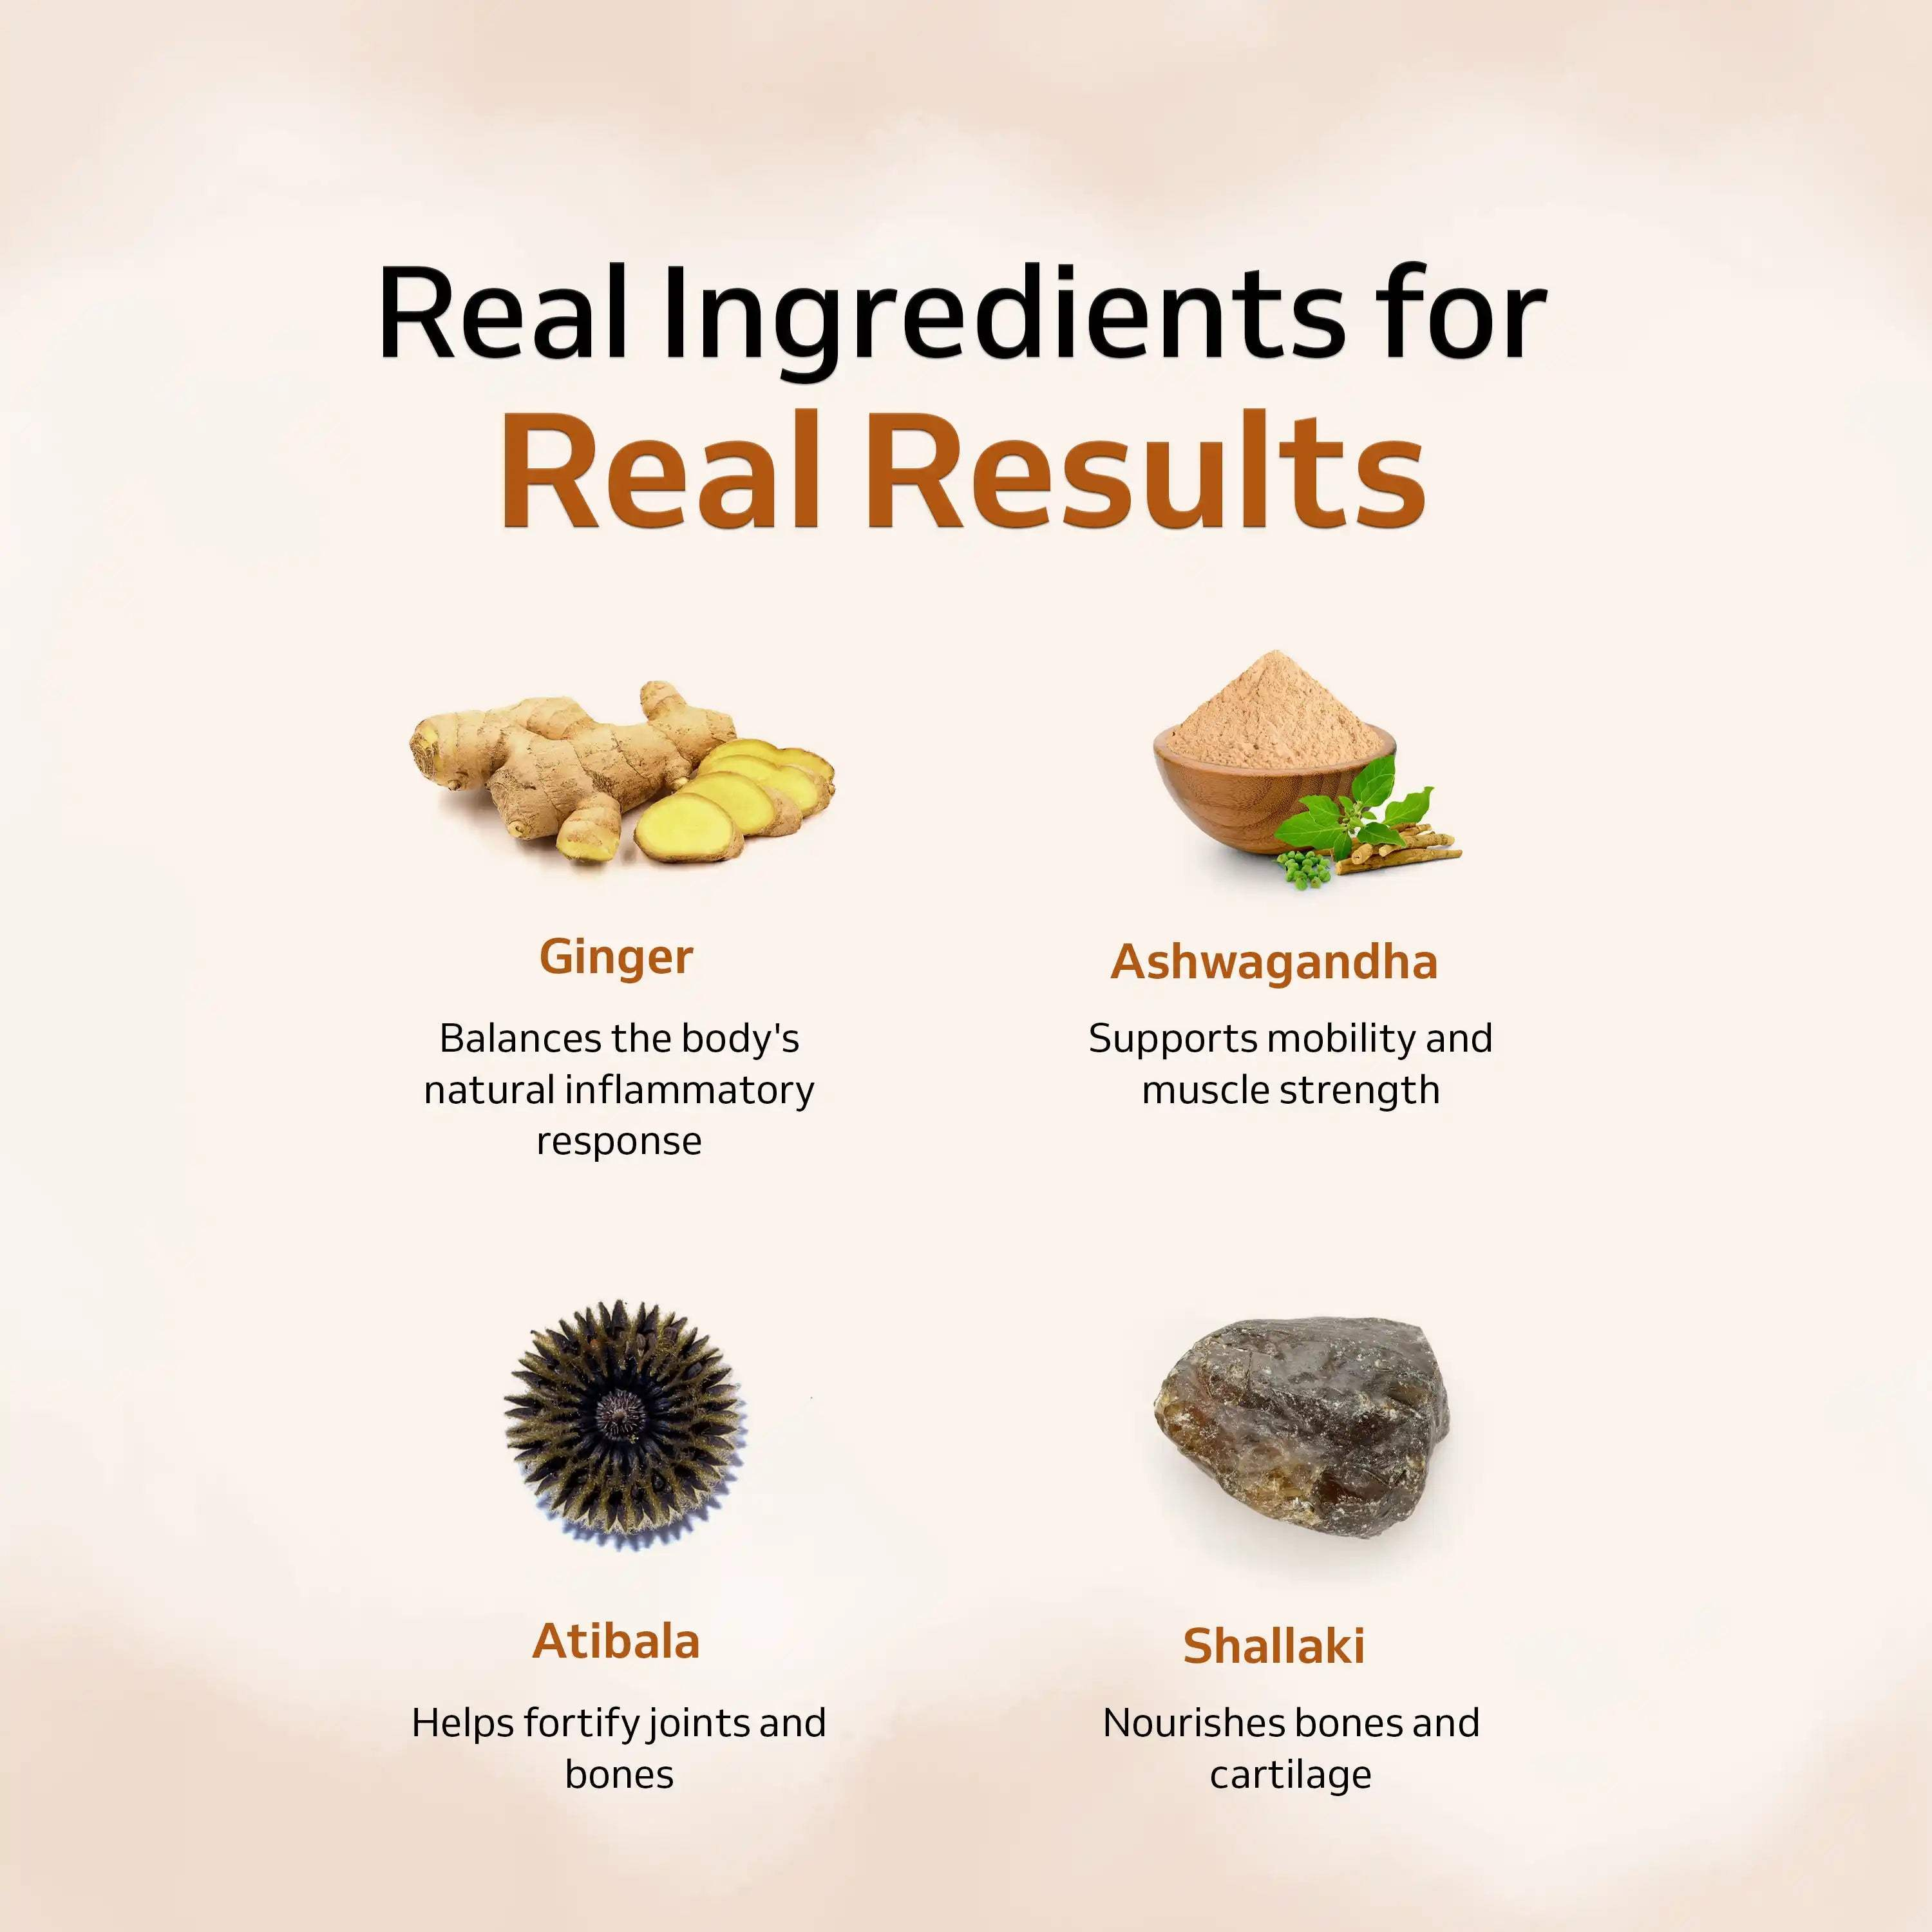 Real Ingredients for
Real Results
Ginger
Balances the body's
natural inflammatory
response
Ashwagandha
Supports mobility and
muscle strength
Atibala
Helps fortify joints and
bones
Shallaki
Nourishes bones and
cartilage